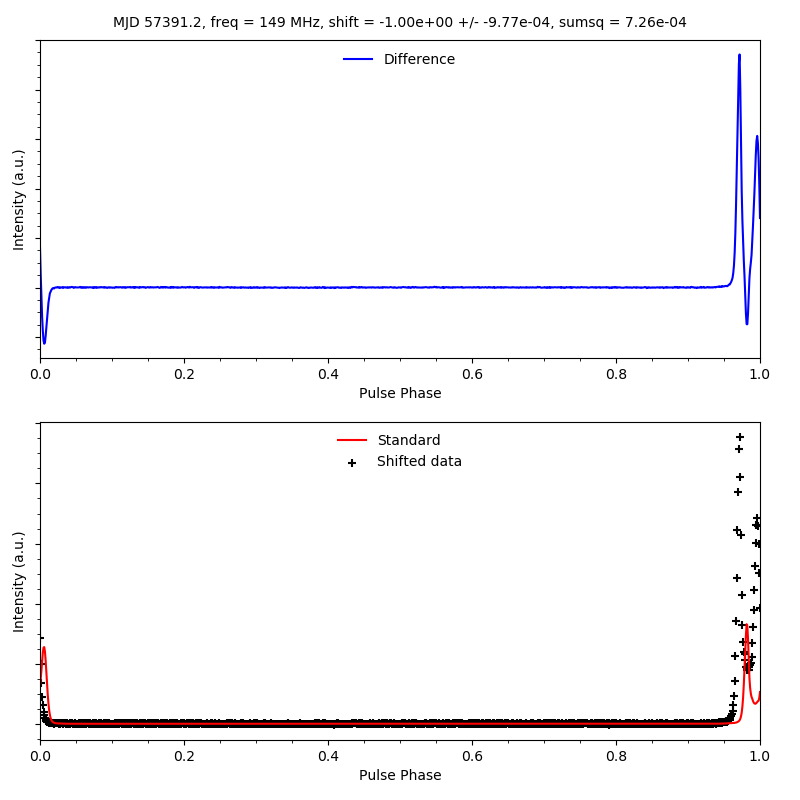 MJD 57391.2, freq = 149 MHz, shift = -1.00e+00 +/- -9.77e-04, sumsq = 7.26e-04
Difference
Intensity (a.u.)
0.0 0.2 0.4 0.6 0.8 1.0
Pulse Phase
Standard
Shifted data
Intensity (a.u.)
0.0 0.2 0.4 0.6 0.8 1.0
Pulse Phase